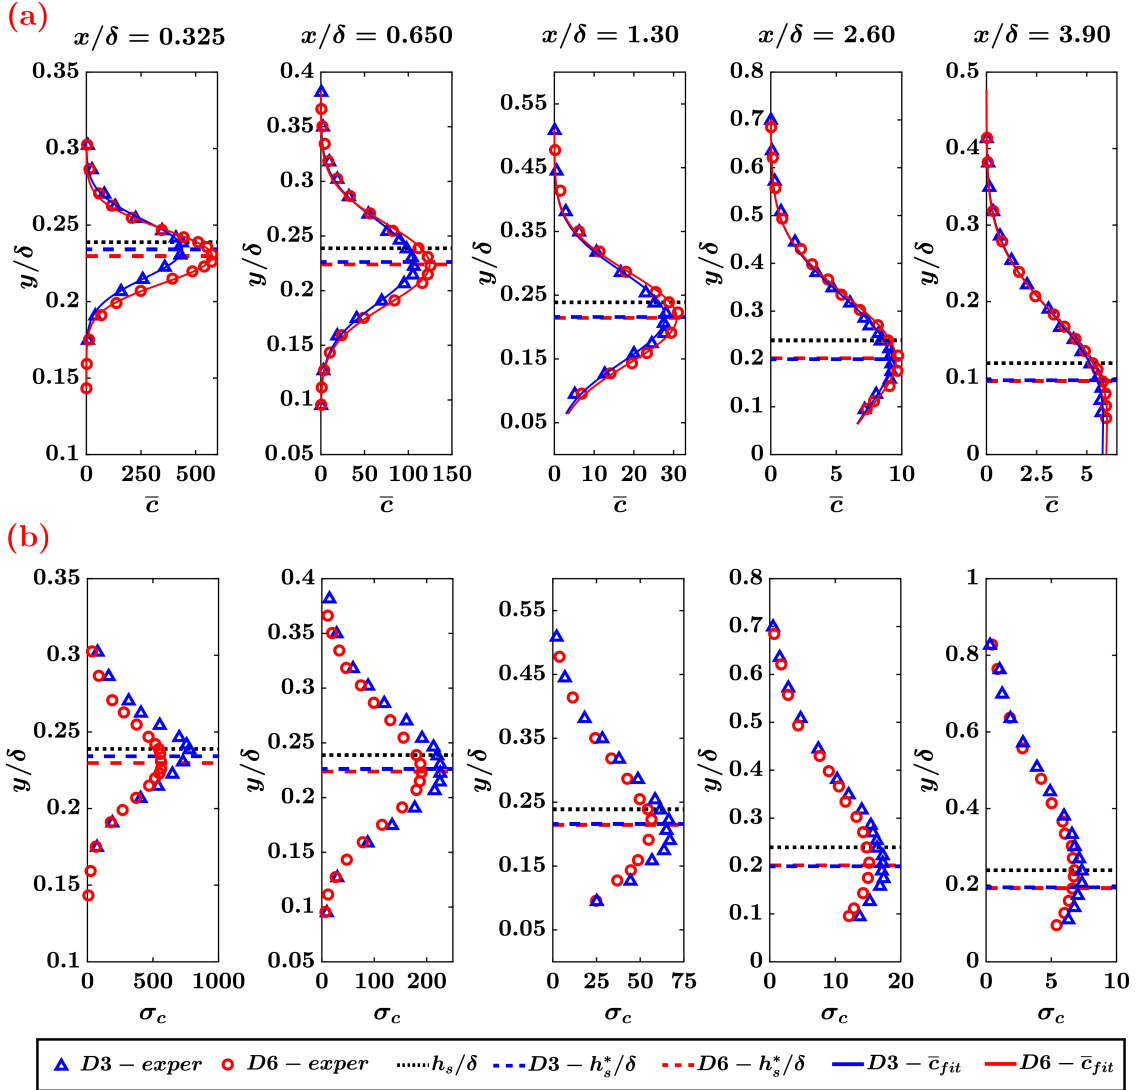 (a)
x/δ = 0.325 x/δ = 0.650 x/δ = 1.30 x/δ = 2.60 x/δ = 3.90
0.35 0.3 0.25 0.2 0.15 0.1
y/δ
0 250 500
c̄
0.4 0.35 0.3 0.25 0.2 0.15 0.1 0.05
y/δ
0 50 100 150
c̄
0.55 0.45 0.35 0.25 0.15 0.05
y/δ
0 10 20 30
c̄
0.8 0.7 0.6 0.5 0.4 0.3 0.2 0.1 0
y/δ
0 5 10
c̄
0.5 0.4 0.3 0.2 0.1 0
y/δ
0 2.5 5
c̄
(b)
0.35 0.3 0.25 0.2 0.15 0.1
y/δ
0 500 1000
σc
0.4 0.35 0.3 0.25 0.2 0.15 0.1 0.05
y/δ
0 100 200
σc
0.55 0.45 0.35 0.25 0.15 0.05
y/δ
0 25 50 75
σc
0.8 0.7 0.6 0.5 0.4 0.3 0.2 0.1 0
y/δ
0 10 20
σc
1 0.8 0.6 0.4 0.2 0
y/δ
0 5 10
σc
D3 − exper D6 − exper hs/δ D3 − h*s/δ D6 − h*s/δ D3 − c̄fit D6 − c̄fit